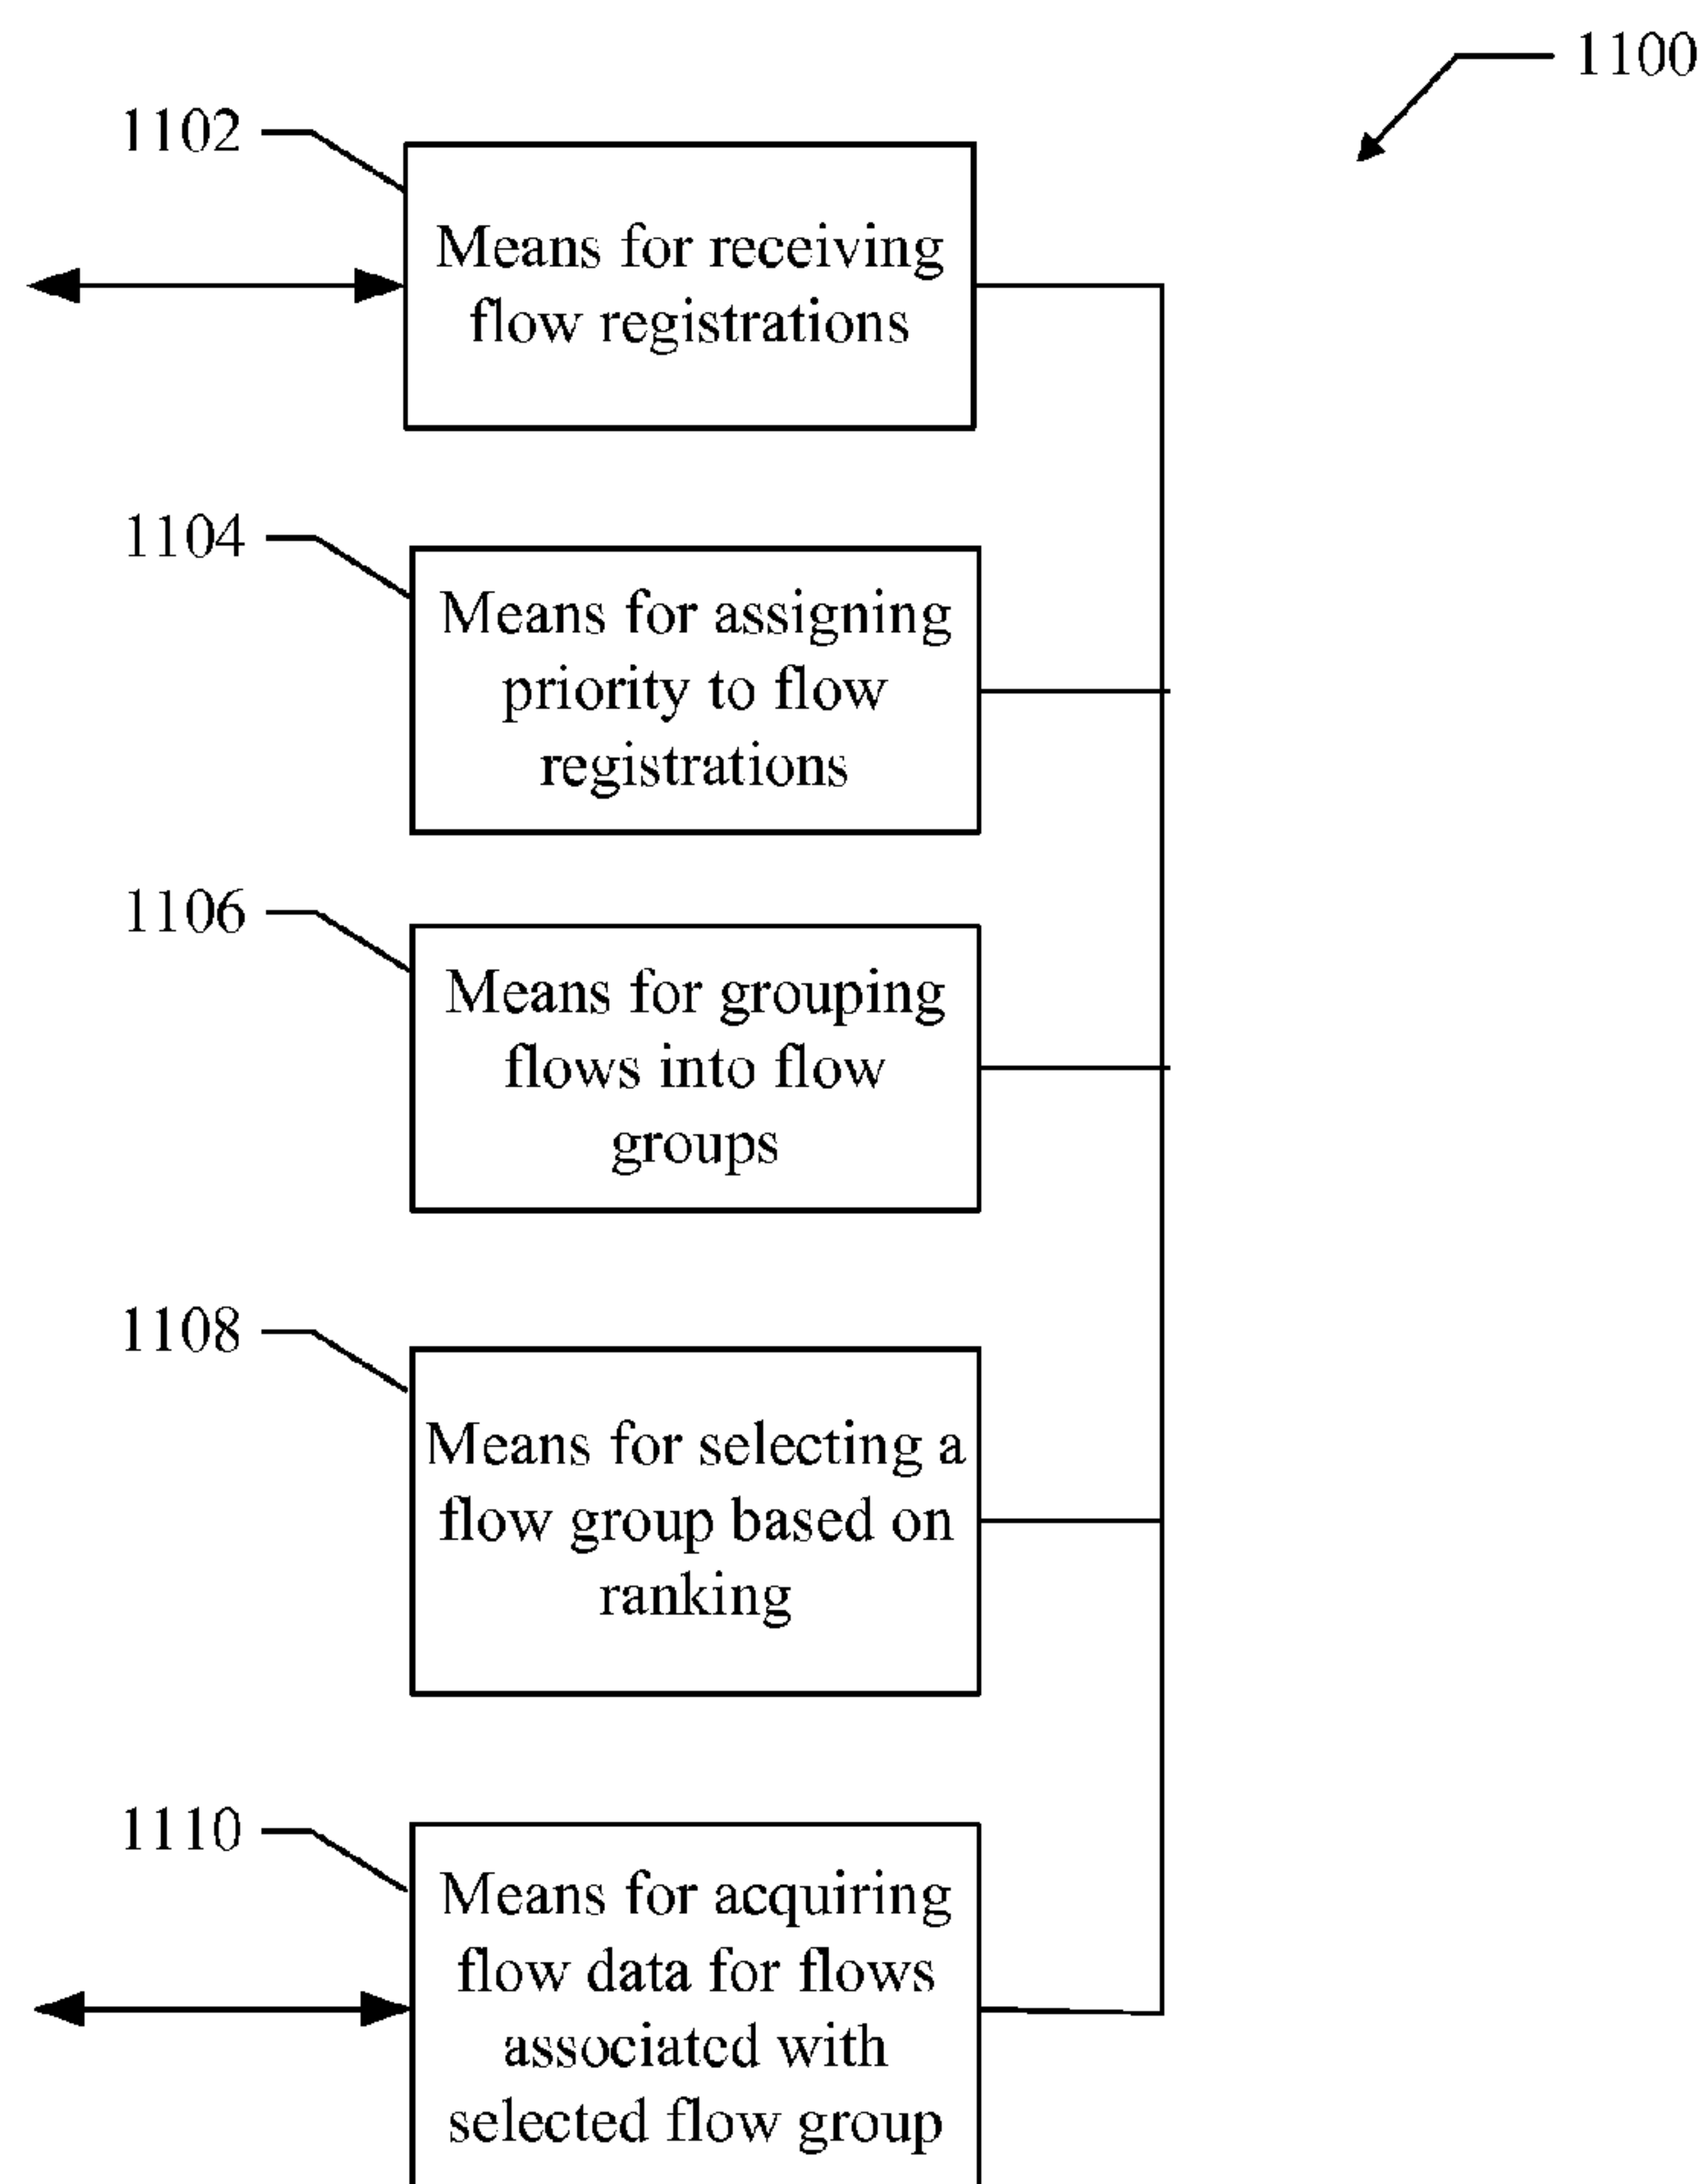 1100
1102
Means for receiving
flow registrations
1104
Means for assigning
priority to flow
registrations
1106
Means for grouping
flows into flow
groups
1108
Means for selecting a
flow group based on
ranking
1110
Means for acquiring
flow data for flows
associated with
selected flow group